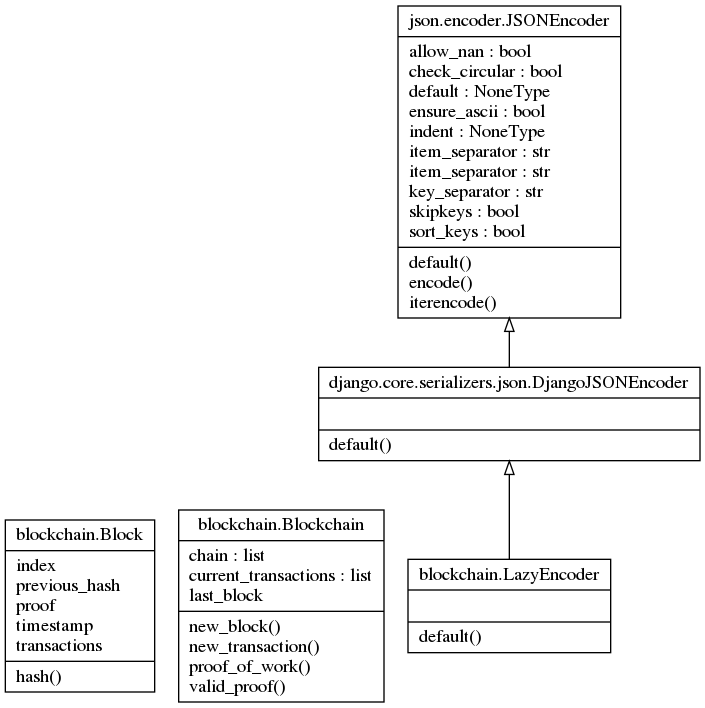 json.encoder.JSONEncoder
allow_nan : bool
check_circular : bool
default : NoneType
ensure_ascii : bool
indent : NoneType
item_separator : str
item_separator : str
key_separator : str
skipkeys : bool
sort_keys : bool
default()
encode()
iterencode()
django.core.serializers.json.DjangoJSONEncoder
default()
blockchain.Block
index
previous_hash
proof
timestamp
transactions
hash()
blockchain.Blockchain
chain : list
current_transactions : list
last_block
new_block()
new_transaction()
proof_of_work()
valid_proof()
blockchain.LazyEncoder
default()